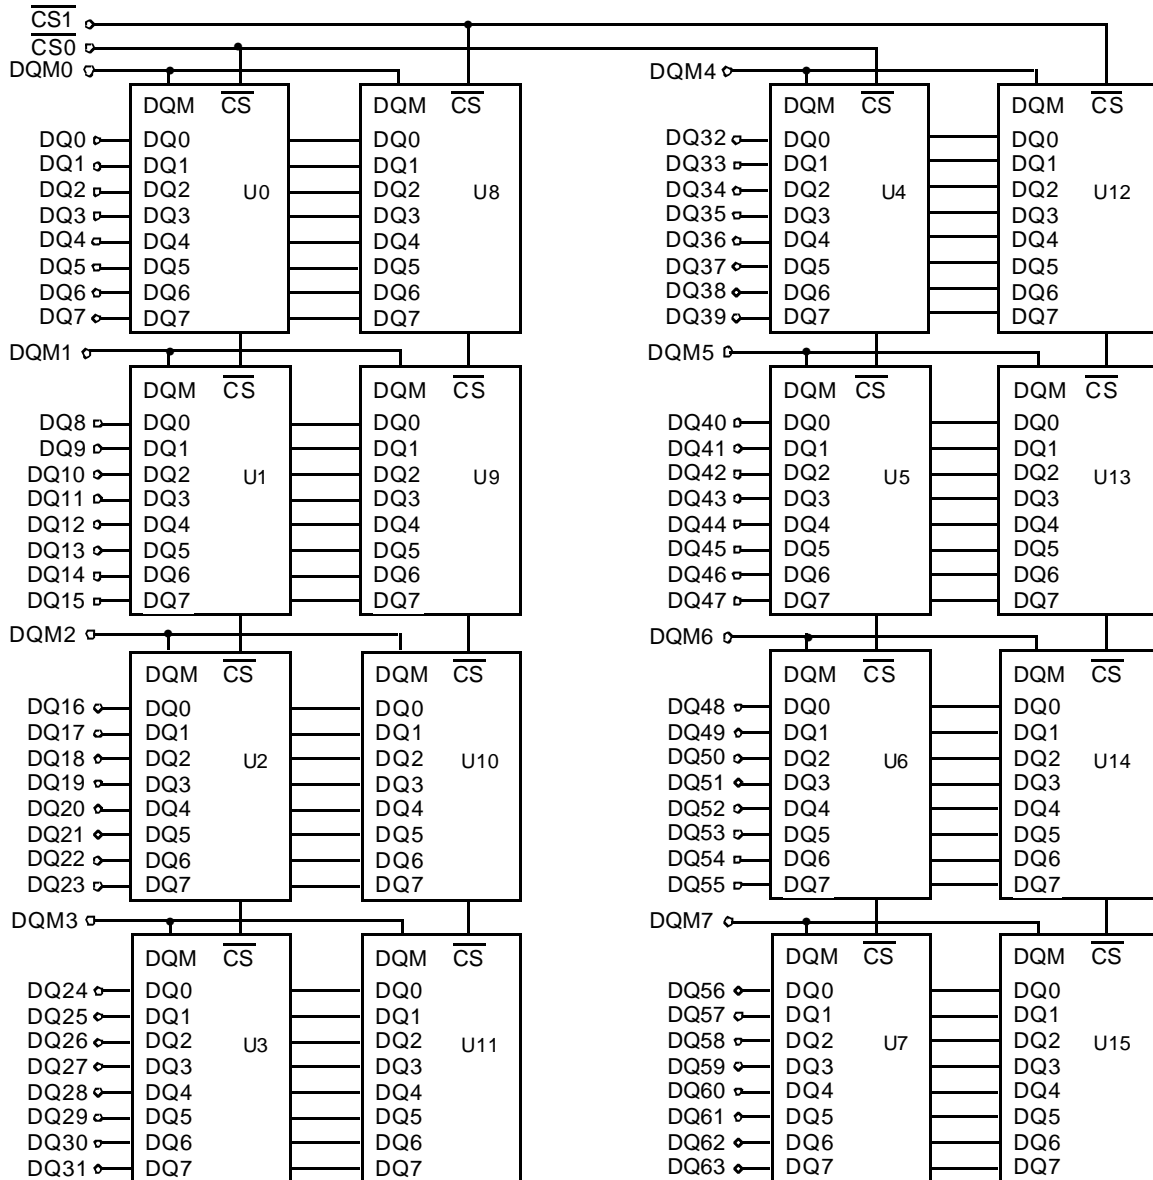 CS1
CS0
DQM0 DQM4
DQM CS DQM CS DQM CS DQM CS
DQ0 DQ0 DQ0 DQ32 DQ0 DQ0
DQ1 DQ1 DQ1 DQ33 DQ1 DQ1
DQ2 DQ2 U0 DQ2 U8 DQ34 DQ2 U4 DQ2 U12
DQ3 DQ3 DQ3 DQ35 DQ3 DQ3
DQ4 DQ4 DQ4 DQ36 DQ4 DQ4
DQ5 DQ5 DQ5 DQ37 DQ5 DQ5
DQ6 DQ6 DQ6 DQ38 DQ6 DQ6
DQ7 DQ7 DQ7 DQ39 DQ7 DQ7
DQM1 DQM5
DQM CS DQM CS DQM CS DQM CS
DQ8 DQ0 DQ0 DQ40 DQ0 DQ0
DQ9 DQ1 DQ1 DQ41 DQ1 DQ1
DQ10 DQ2 U1 DQ2 U9 DQ42 DQ2 U5 DQ2 U13
DQ11 DQ3 DQ3 DQ43 DQ3 DQ3
DQ12 DQ4 DQ4 DQ44 DQ4 DQ4
DQ13 DQ5 DQ5 DQ45 DQ5 DQ5
DQ14 DQ6 DQ6 DQ46 DQ6 DQ6
DQ15 DQ7 DQ7 DQ47 DQ7 DQ7
DQM2 DQM6
DQM CS DQM CS DQM CS DQM CS
DQ16 DQ0 DQ0 DQ48 DQ0 DQ0
DQ17 DQ1 DQ1 DQ49 DQ1 DQ1
DQ18 DQ2 U2 DQ2 U10 DQ50 DQ2 U6 DQ2 U14
DQ19 DQ3 DQ3 DQ51 DQ3 DQ3
DQ20 DQ4 DQ4 DQ52 DQ4 DQ4
DQ21 DQ5 DQ5 DQ53 DQ5 DQ5
DQ22 DQ6 DQ6 DQ54 DQ6 DQ6
DQ23 DQ7 DQ7 DQ55 DQ7 DQ7
DQM3 DQM7
DQM CS DQM CS DQM CS DQM CS
DQ24 DQ0 DQ0 DQ56 DQ0 DQ0
DQ25 DQ1 DQ1 DQ57 DQ1 DQ1
DQ26 DQ2 U3 DQ2 U11 DQ58 DQ2 U7 DQ2 U15
DQ27 DQ3 DQ3 DQ59 DQ3 DQ3
DQ28 DQ4 DQ4 DQ60 DQ4 DQ4
DQ29 DQ5 DQ5 DQ61 DQ5 DQ5
DQ30 DQ6 DQ6 DQ62 DQ6 DQ6
DQ31 DQ7 DQ7 DQ63 DQ7 DQ7